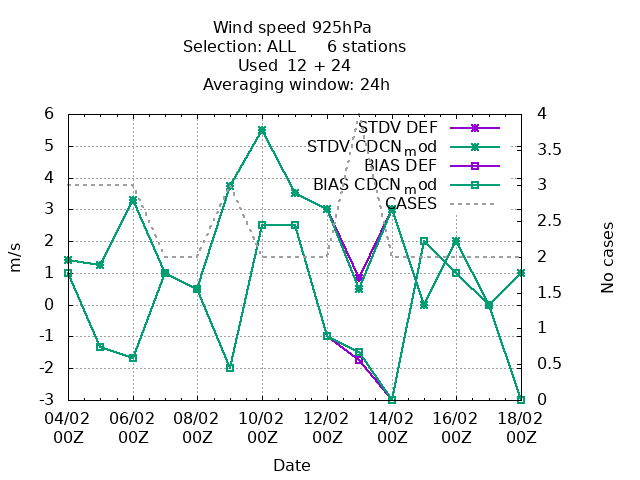 Wind speed 925hPa
Selection: ALL 6 stations
Used 12 + 24
Averaging window: 24h
6
5
4
3
2
1
0
-1
-2
-3
4
3.5
3
2.5
2
1.5
1
0.5
0
STDV DEF
STDV CDCNmod
BIAS DEF
BIAS CDCNmod
CASES
m/s
No cases
04/02 06/02 08/02 10/02 12/02 14/02 16/02 18/02
00Z 00Z 00Z 00Z 00Z 00Z 00Z 00Z
Date